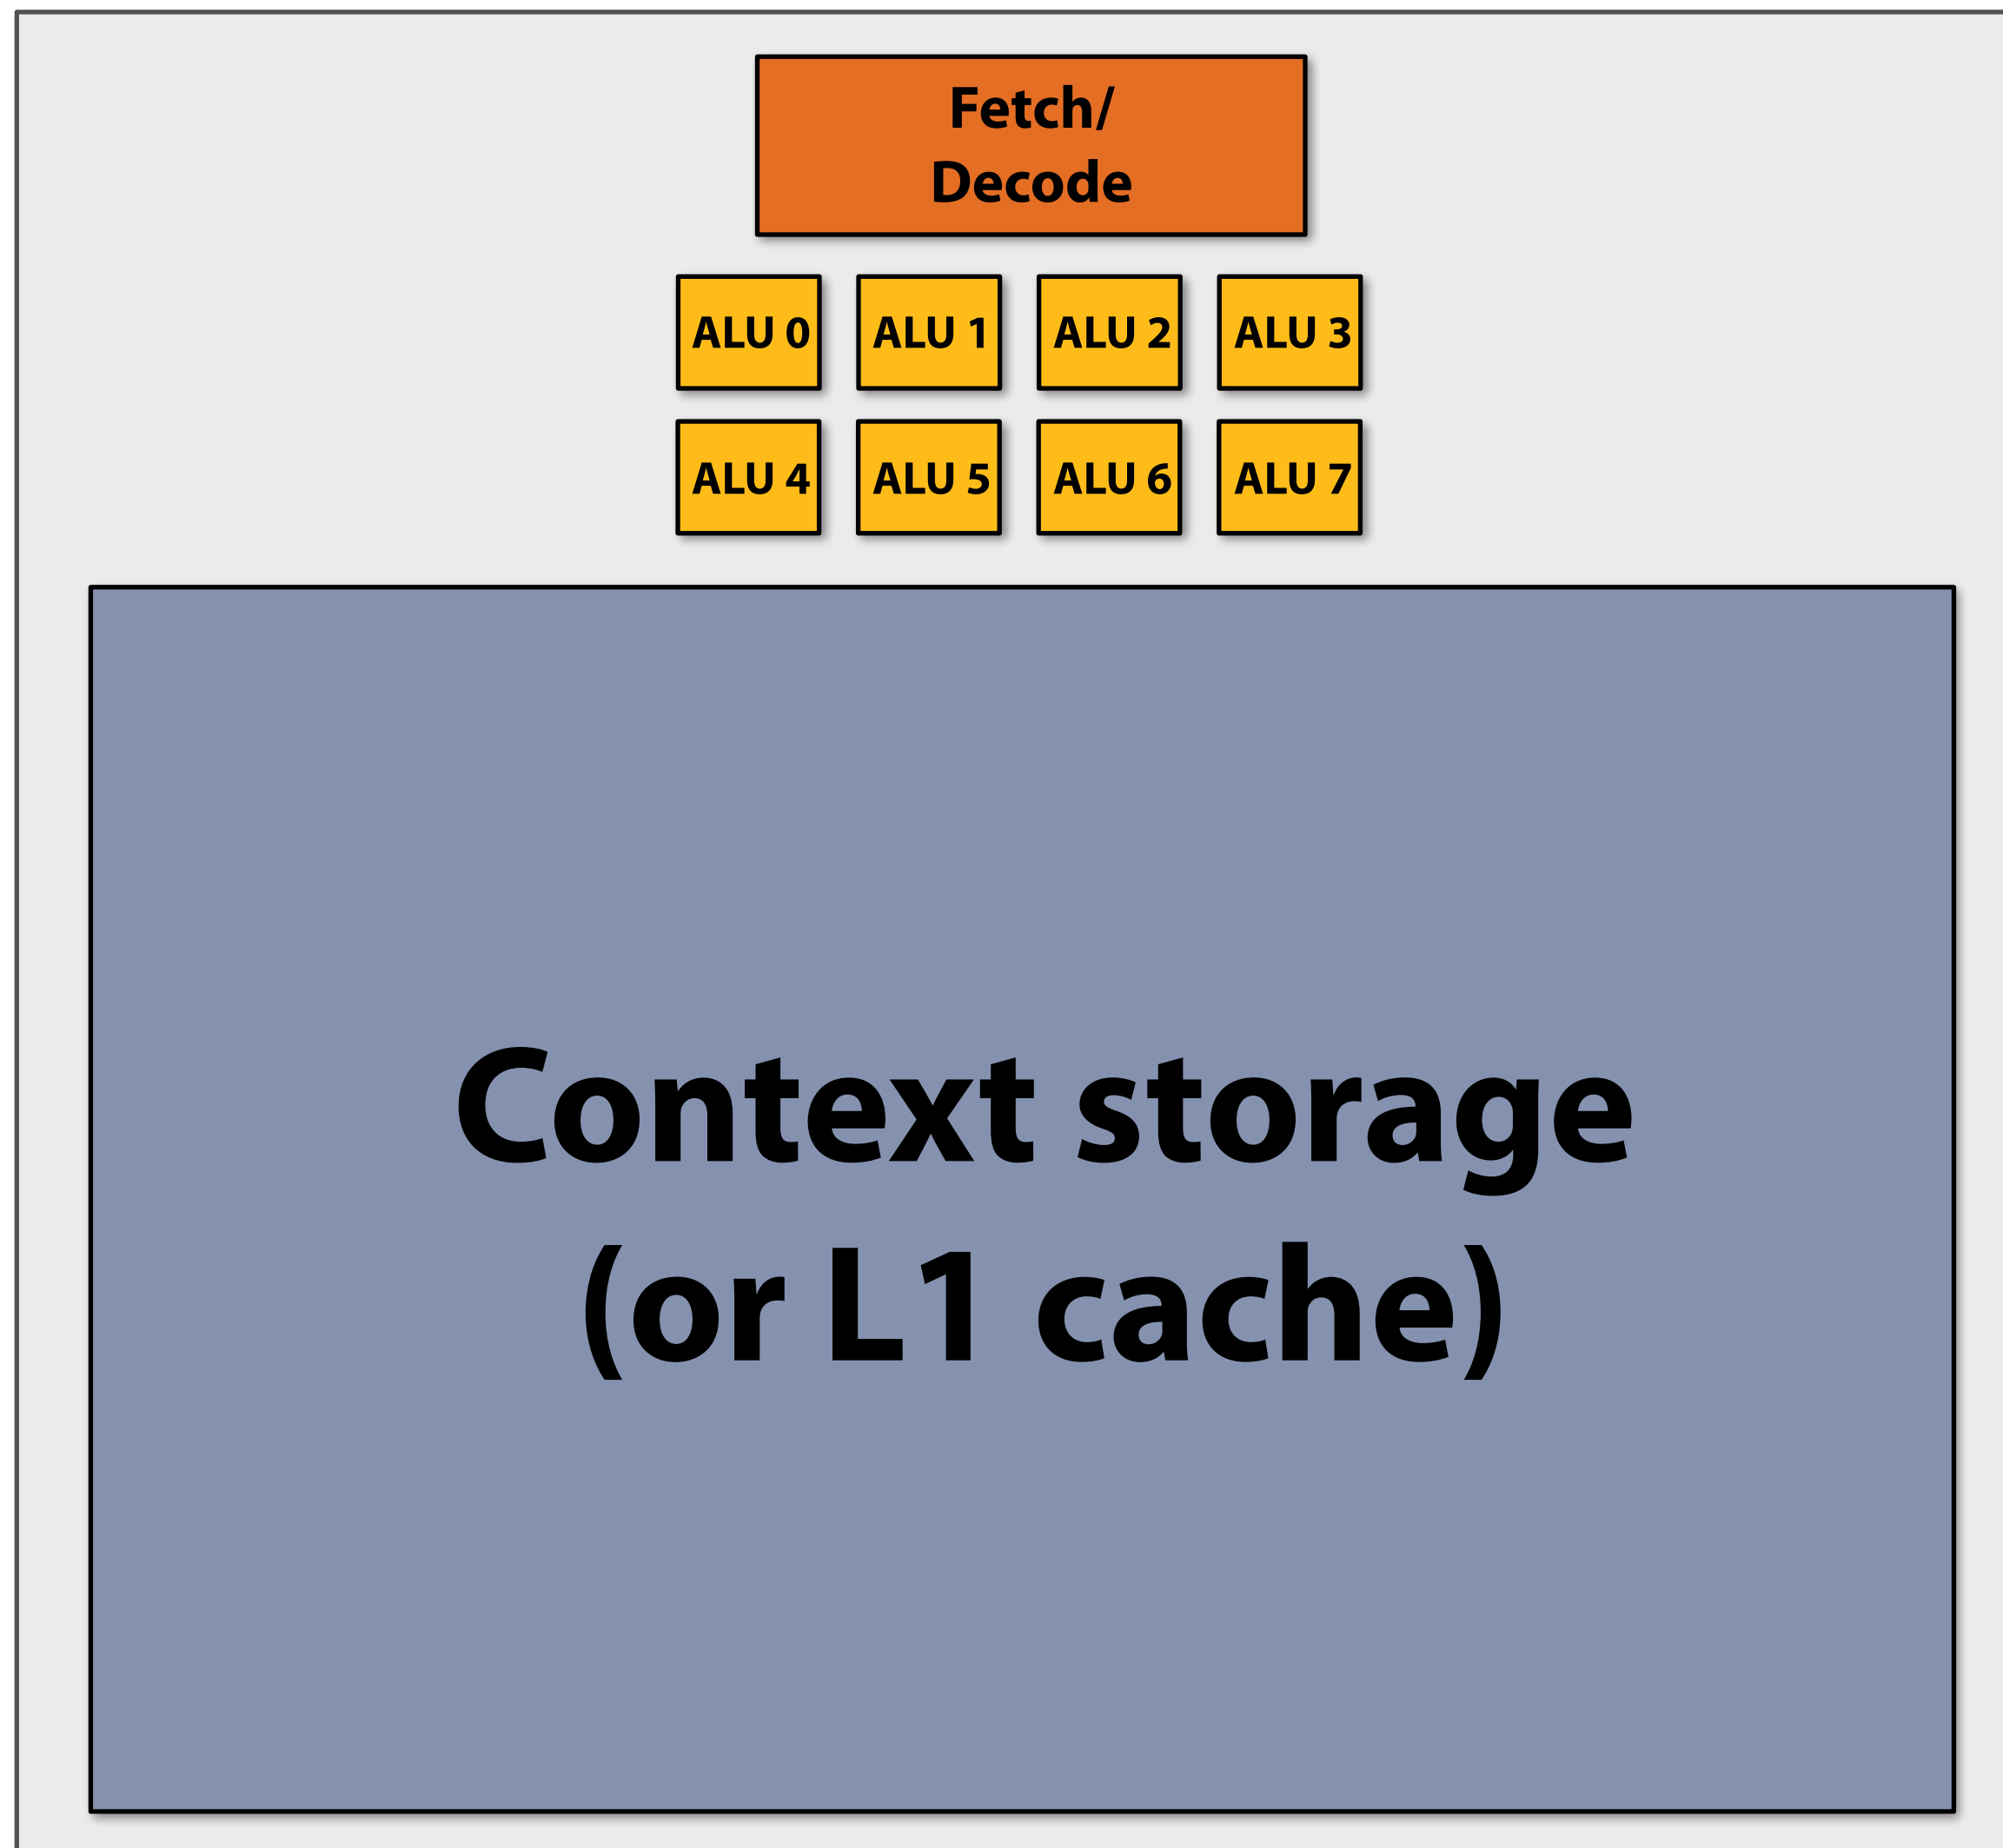 Fetch/
Decode
ALU 0 ALU 1 ALU 2 ALU 3
ALU 4 ALU 5 ALU 6 ALU 7
Context storage
(or L1 cache)